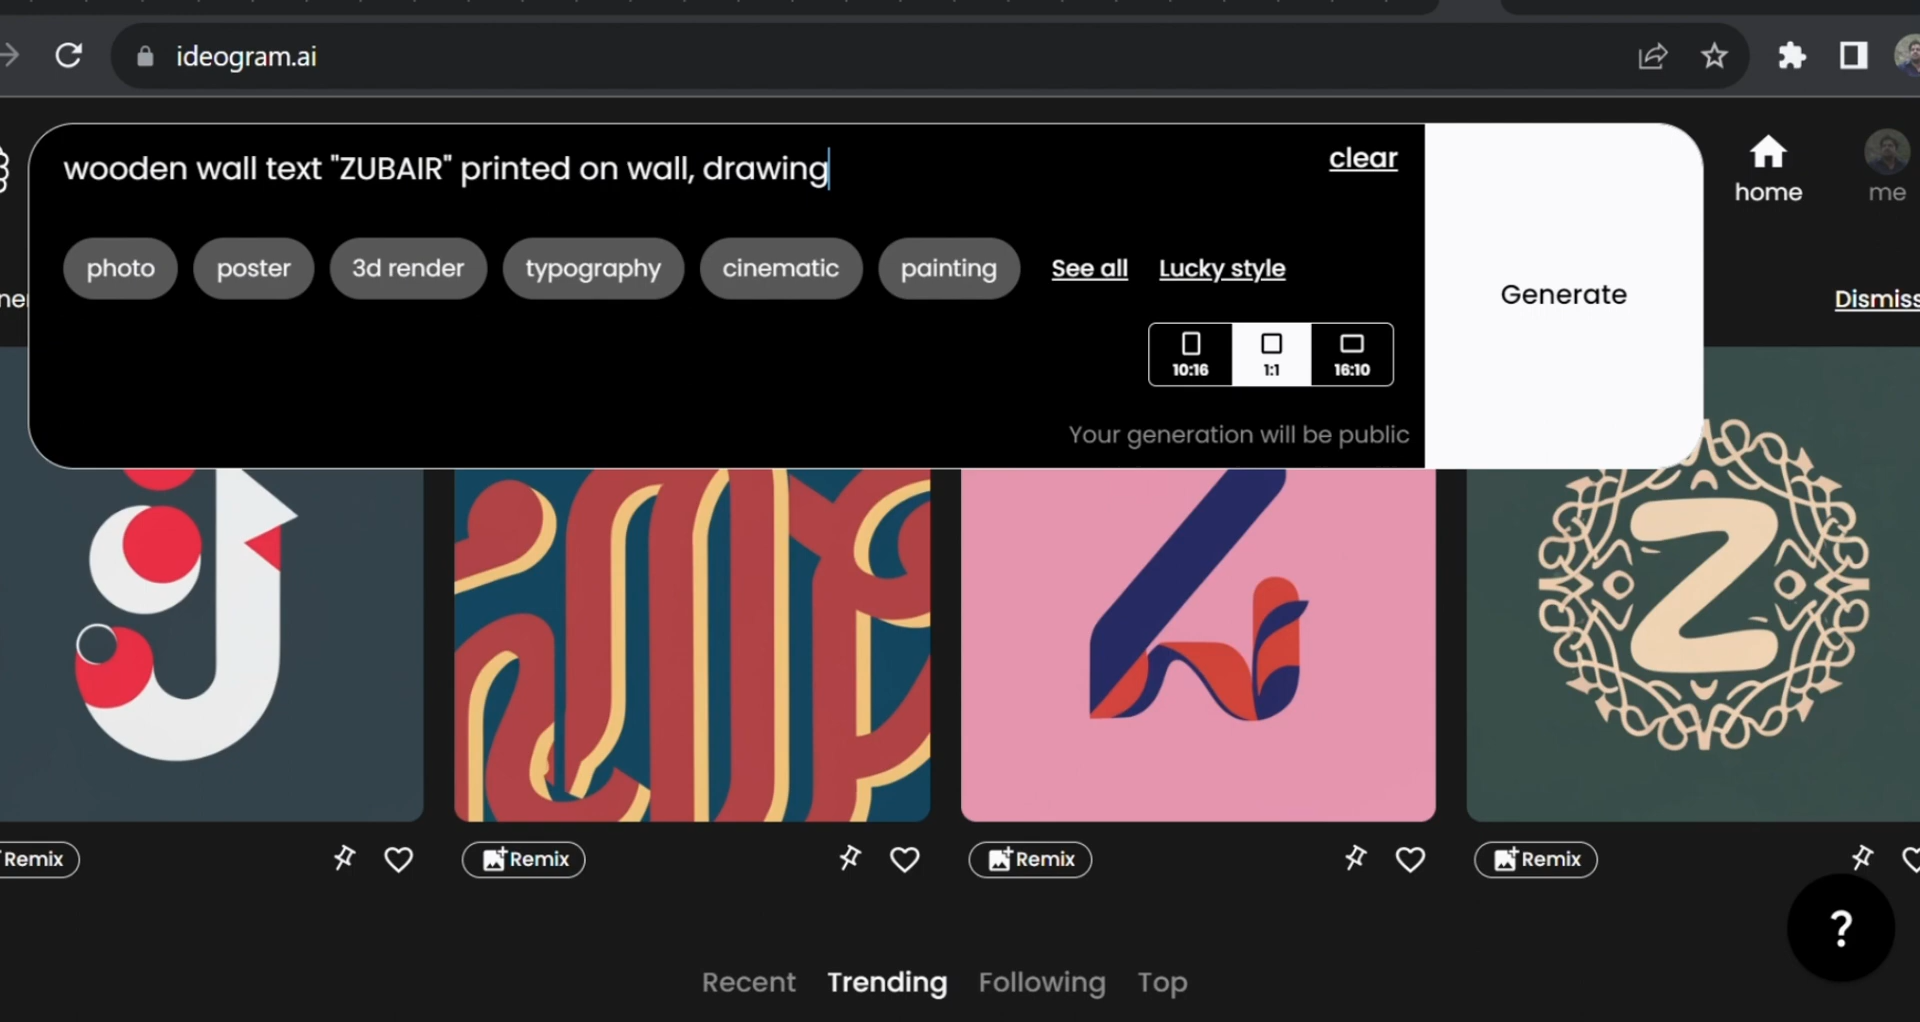 ideogram.ai
wooden wall text "ZUBAIR" printed on wall, drawing
clear
home
me
photo
poster
3d render
typography
cinematic
painting
See all
Lucky style
Generate
Dismiss
10:16
1:1
16:10
Your generation will be public
Z
Remix
Remix
Remix
Remix
?
Recent
Trending
Following
Top